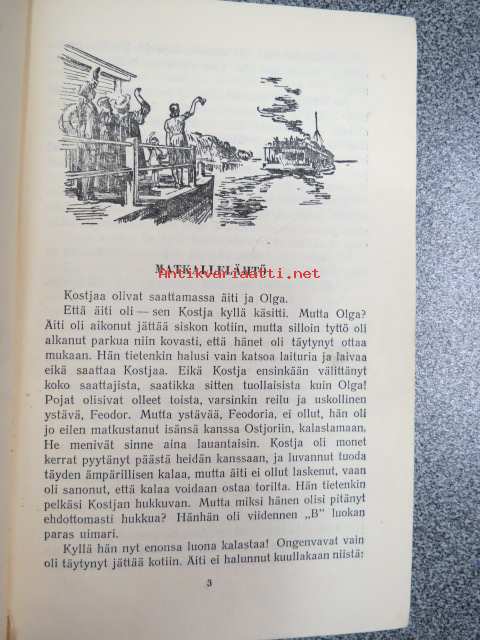 MATKALLELÄHTÖ
antikvariaatti.net
Kostjaa olivat saattamassa äiti ja Olga.
Että äiti oli — sen Kostja kyllä käsitti. Mutta Olga?
Äiti oli aikonut jättää siskon kotiin, mutta silloin tyttö oli
alkanut parkua niin kovasti, että hänet oli täytynyt ottaa
mukaan. Hän tietenkin halusi vain katsoa laituria ja laivaa
eikä saattaa Kostjaa. Eikä Kostja ensinkään välittänyt
koko saattajista, saatikka sitten tuollaisista kuin Olga!
Pojat olisivat olleet toista, varsinkin reilu ja uskollinen
ystävä, Feodor. Mutta ystävää, Feodoria, ei ollut, hän oli
jo eilen matkustanut isänsä kanssa Ostjoriin, kalastamaan.
He menivät sinne aina lauantaisin. Kostja oli monet
kerrat pyytänyt päästä heidän kanssaan, ja luvannut tuoda
täyden ämpärillisen kalaa, mutta äiti ei ollut laskenut, vaan
oli sanonut, että kalaa voidaan ostaa torilta. Hän tietenkin
pelkäsi Kostjan hukkuvan. Mutta miksi hänen olisi pitänyt
ehdottomasti hukkua? Hänhän oli viidennen „B” luokan
paras uimari.
Kyllä hän nyt enonsa luona kalastaa! Ongenvavat vain
oli täytynyt jättää kotiin. Äiti ei halunnut kuullakaan niistä:
3